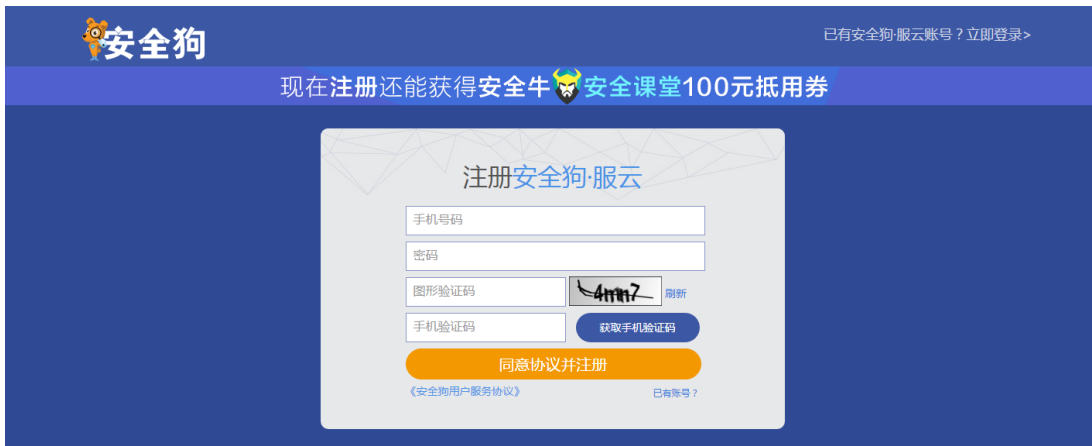 安全狗
已有安全狗·服云账号？立即登录>
现在注册还能获得安全牛安全课堂100元抵用券
注册安全狗·服云
手机号码
密码
图形验证码
刷新
手机验证码
获取手机验证码
同意协议并注册
《安全狗用户服务协议》
已有账号？